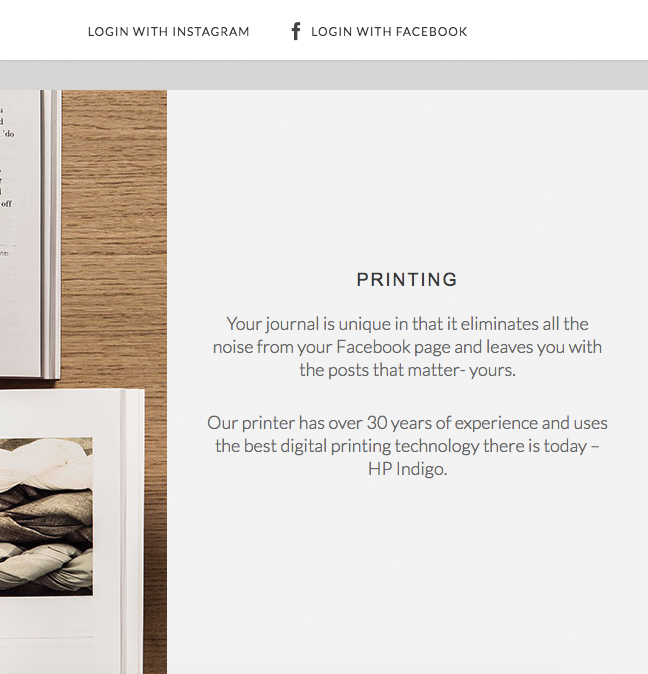 LOGIN WITH INSTAGRAM
LOGIN WITH FACEBOOK
'do
off
PRINTING
Your journal is unique in that it eliminates all the
noise from your Facebook page and leaves you with
the posts that matter- yours.
Our printer has over 30 years of experience and uses
the best digital printing technology there is today –
HP Indigo.